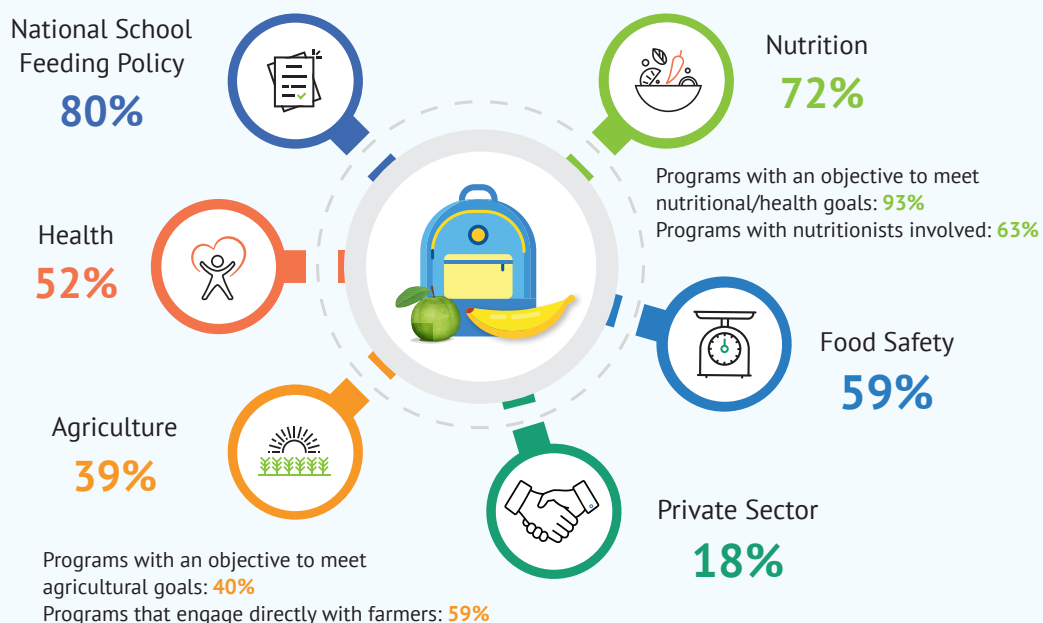 National School
Feeding Policy
80%
Nutrition
72%
Programs with an objective to meet
nutritional/health goals: 93%
Programs with nutritionists involved: 63%
Health
52%
Food Safety
59%
Agriculture
39%
Programs with an objective to meet
agricultural goals: 40%
Programs that engage directly with farmers: 59%
Private Sector
18%